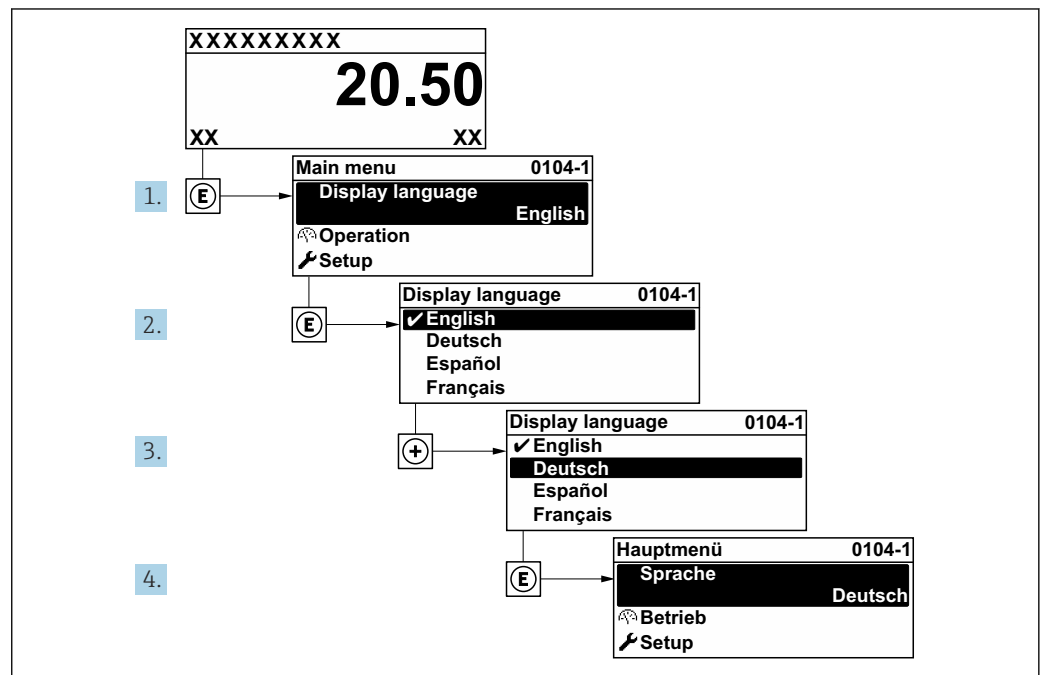 XXXXXXXXX
20.50
XX XX
1. E
Main menu 0104-1
Display language
English
Operation
Setup
2. E
Display language 0104-1
✔English
Deutsch
Español
Français
3. +
Display language 0104-1
✔English
Deutsch
Español
Français
4. E
Hauptmenü 0104-1
Sprache
Deutsch
Betrieb
Setup